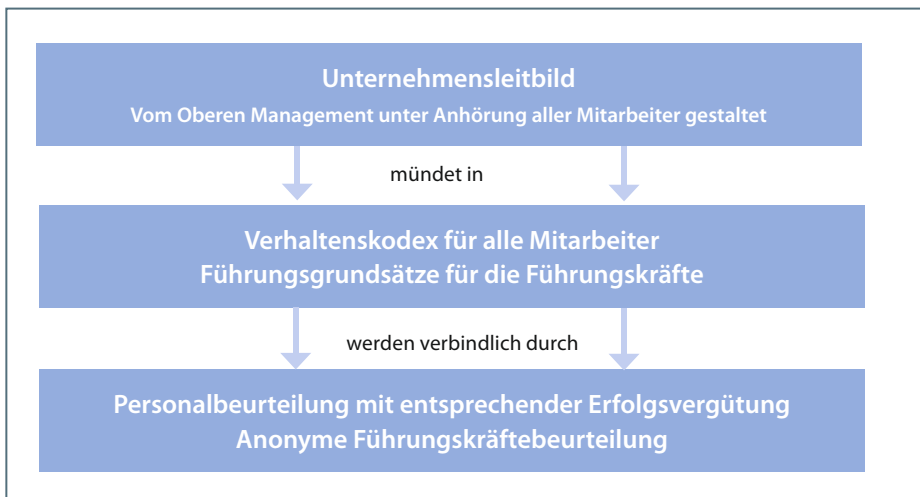 Unternehmensleitbild
Vom Oberen Management unter Anhörung aller Mitarbeiter gestaltet
mündet in
Verhaltenskodex für alle Mitarbeiter
Führungsgrundsätze für die Führungskräfte
werden verbindlich durch
Personalbeurteilung mit entsprechender Erfolgsvergütung
Anonyme Führungskräftebeurteilung